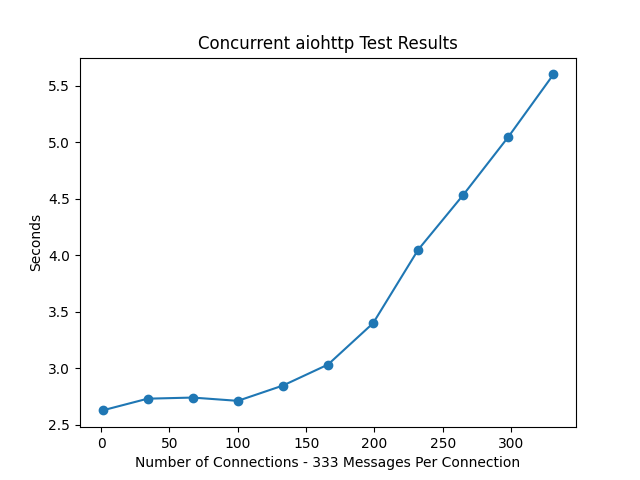 Concurrent aiohttp Test Results
5.5
5.0
4.5
4.0
3.5
3.0
2.5
Seconds
0 50 100 150 200 250 300
Number of Connections - 333 Messages Per Connection